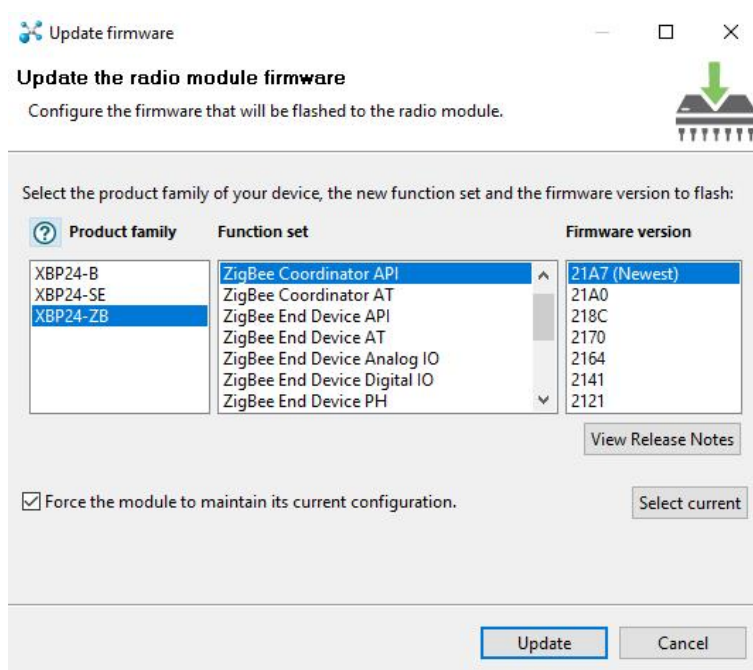 Update firmware
Update the radio module firmware
Configure the firmware that will be flashed to the radio module.
Select the product family of your device, the new function set and the firmware version to flash:
? Product family Function set Firmware version
XBP24-B ZigBee Coordinator API 21A7 (Newest)
XBP24-SE ZigBee Coordinator AT 21A0
XBP24-ZB ZigBee End Device API 218C
ZigBee End Device AT 2170
ZigBee End Device Analog IO 2164
ZigBee End Device Digital IO 2141
ZigBee End Device PH 2121
View Release Notes
Force the module to maintain its current configuration. Select current
Update Cancel